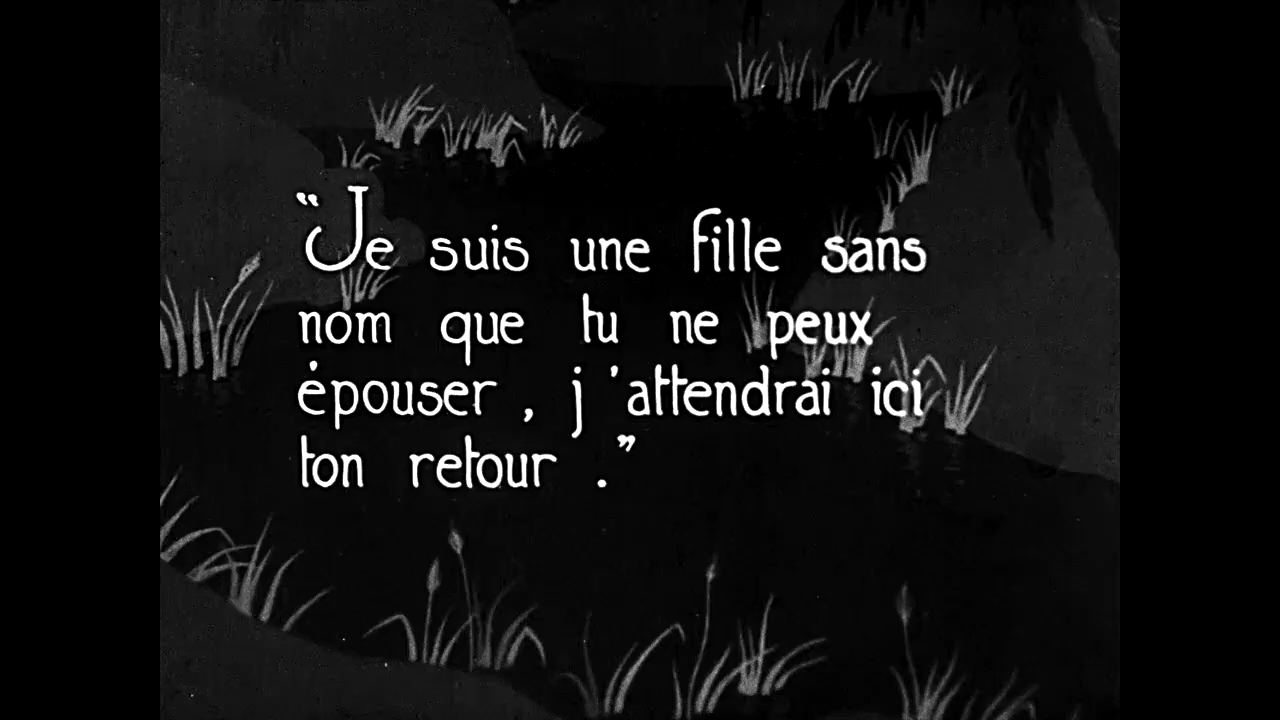 “Je suis une fille sans
nom que tu ne peux
épouser , j 'attendrai ici
ton retour .”